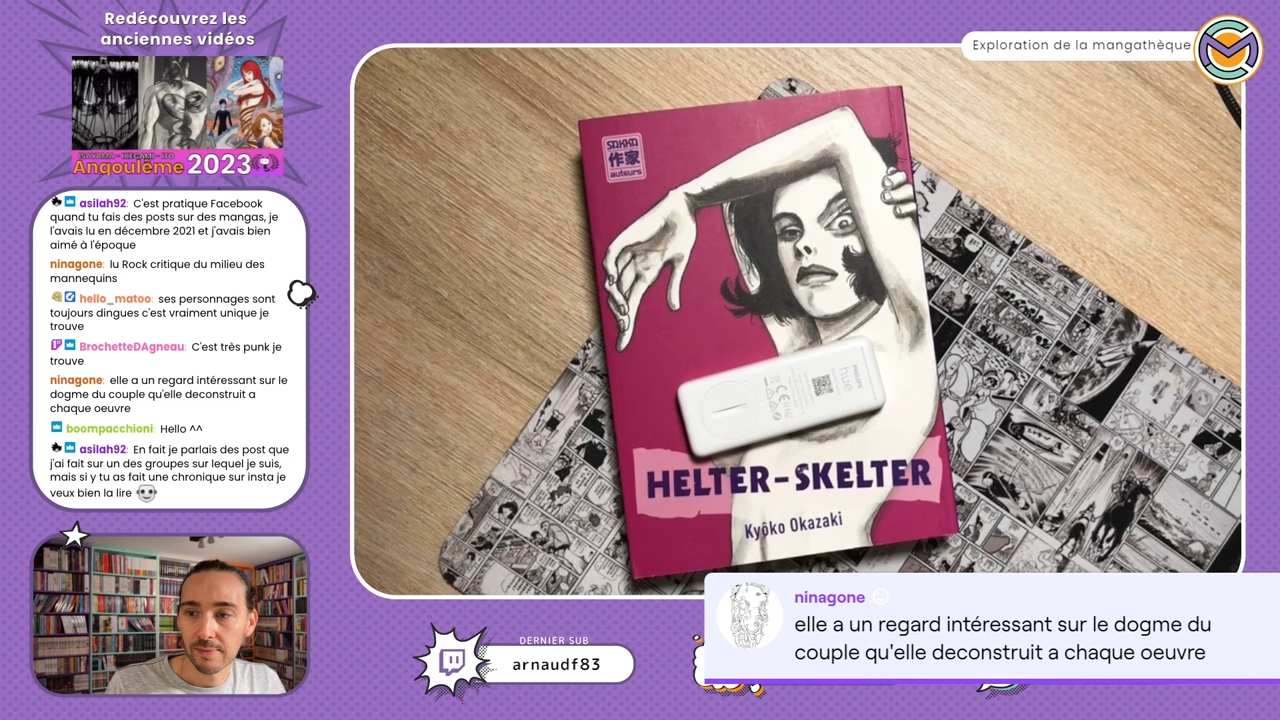 Redécouvrez les
anciennes vidéos
Angoulême 2023
asilah92: C'est pratique Facebook
quand tu fais des posts sur des mangas, je
l'avais lu en décembre 2021 et j'avais bien
aimé à l'époque
ninagone: lu Rock critique du milieu des
mannequins
hello_matoo: ses personnages sont
toujours dingues c'est vraiment unique je
trouve
BrochetteDAgneau: C'est très punk je
trouve
ninagone: elle a un regard intéressant sur le
dogme du couple qu'elle deconstruit a
chaque oeuvre
boompacchioni: Hello ^^
asilah92: En fait je parlais des post que
j'ai fait sur un des groupes sur lequel je suis,
mais si y tu as fait une chronique sur insta je
veux bien la lire
Exploration de la mangathèque
SAKKA
作家
auteurs
PHILIPS
hue
CE
HELTER-SKELTER
Kyôko Okazaki
DERNIER SUB
arnaudf83
ninagone
elle a un regard intéressant sur le dogme du
couple qu'elle deconstruit a chaque oeuvre